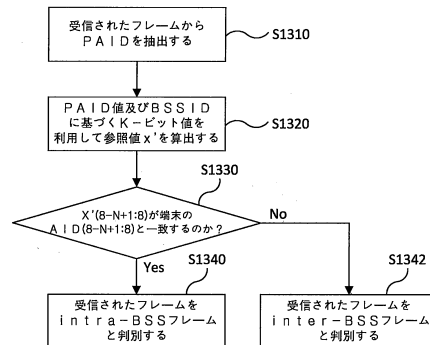 受信されたフレームから
ＰＡＩＤを抽出する
S1310
ＰＡＩＤ値及びＢＳＳＩＤ
に基づくＫ－ビット値を
利用して参照値ｘ'を算出する
S1320
S1330
X'(8-N+1:8)が端末の
ＡＩＤ(8-N+1:8)と一致するのか？
No
Yes
S1340
S1342
受信されたフレームを
ｉｎｔｒａ−ＢＳＳフレーム
と判別する
受信されたフレームを
ｉｎｔｅｒ−ＢＳＳフレーム
と判別する